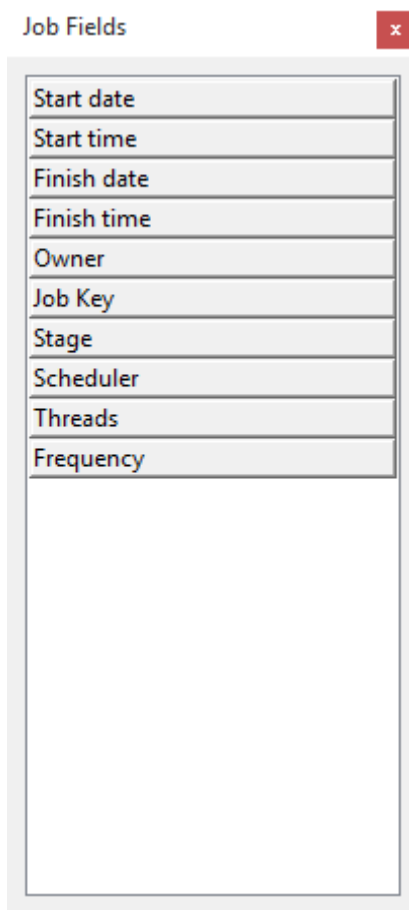 Job Fields
x
Start date
Start time
Finish date
Finish time
Owner
Job Key
Stage
Scheduler
Threads
Frequency